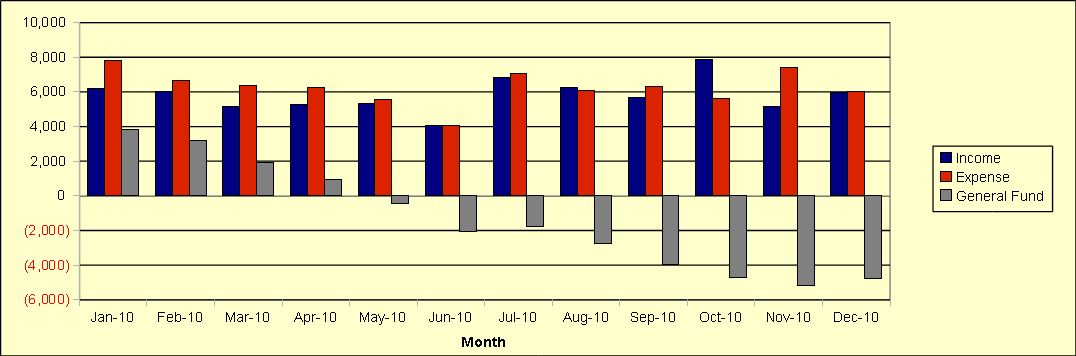 10,000
8,000
6,000
4,000
2,000
0
(2,000)
(4,000)
(6,000)
Jan-10 Feb-10 Mar-10 Apr-10 May-10 Jun-10 Jul-10 Aug-10 Sep-10 Oct-10 Nov-10 Dec-10
Month
Income
Expense
General Fund